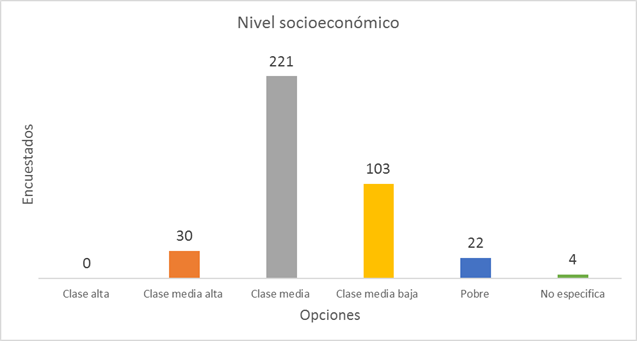 Nivel socioeconómico
Encuestados
0
30
221
103
22
4
Clase alta
Clase media alta
Clase media
Clase media baja
Pobre
No especifica
Opciones